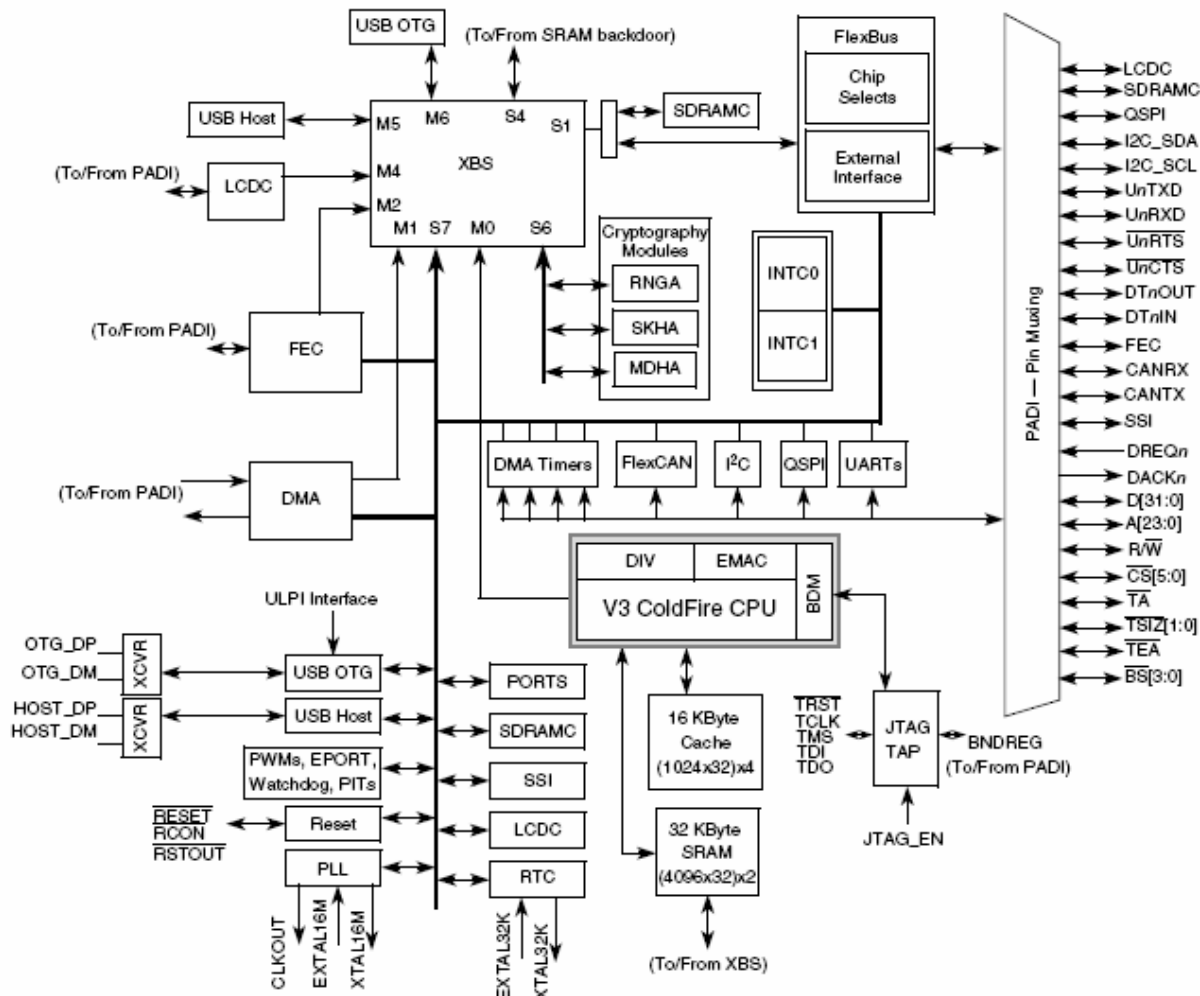 USB OTG
(To/From SRAM backdoor)
FlexBus
Chip
Selects
External
Interface
USB Host
M5
M6
S4
S1
XBS
M4
M2
M1
S7
M0
S6
SDRAMC
(To/From PADI)
LCDC
Cryptography
Modules
RNGA
SKHA
MDHA
INTC0
INTC1
(To/From PADI)
FEC
(To/From PADI)
DMA
DMA Timers
FlexCAN
I²C
QSPI
UARTs
DIV
EMAC
V3 ColdFire CPU
BDM
ULPI Interface
OTG_DP
OTG_DM
XCVR
USB OTG
HOST_DP
HOST_DM
XCVR
USB Host
PWMs, EPORT,
Watchdog, PITs
RESET
RCON
RSTOUT
Reset
PLL
CLKOUT
EXTAL16M
XTAL16M
PORTS
SDRAMC
SSI
LCDC
RTC
EXTAL32K
XTAL32K
16 KByte
Cache
(1024x32)x4
32 KByte
SRAM
(4096x32)x2
(To/From XBS)
TRST
TCLK
TMS
TDI
TDO
JTAG
TAP
BNDREG
(To/From PADI)
JTAG_EN
PADI — Pin Muxing
LCDC
SDRAMC
QSPI
I2C_SDA
I2C_SCL
UnTXD
UnRXD
UnRTS
UnCTS
DTnOUT
DTnIN
FEC
CANRX
CANTX
SSI
DREQn
DACKn
D[31:0]
A[23:0]
R/W
CS[5:0]
TA
TSIZ[1:0]
TEA
BS[3:0]